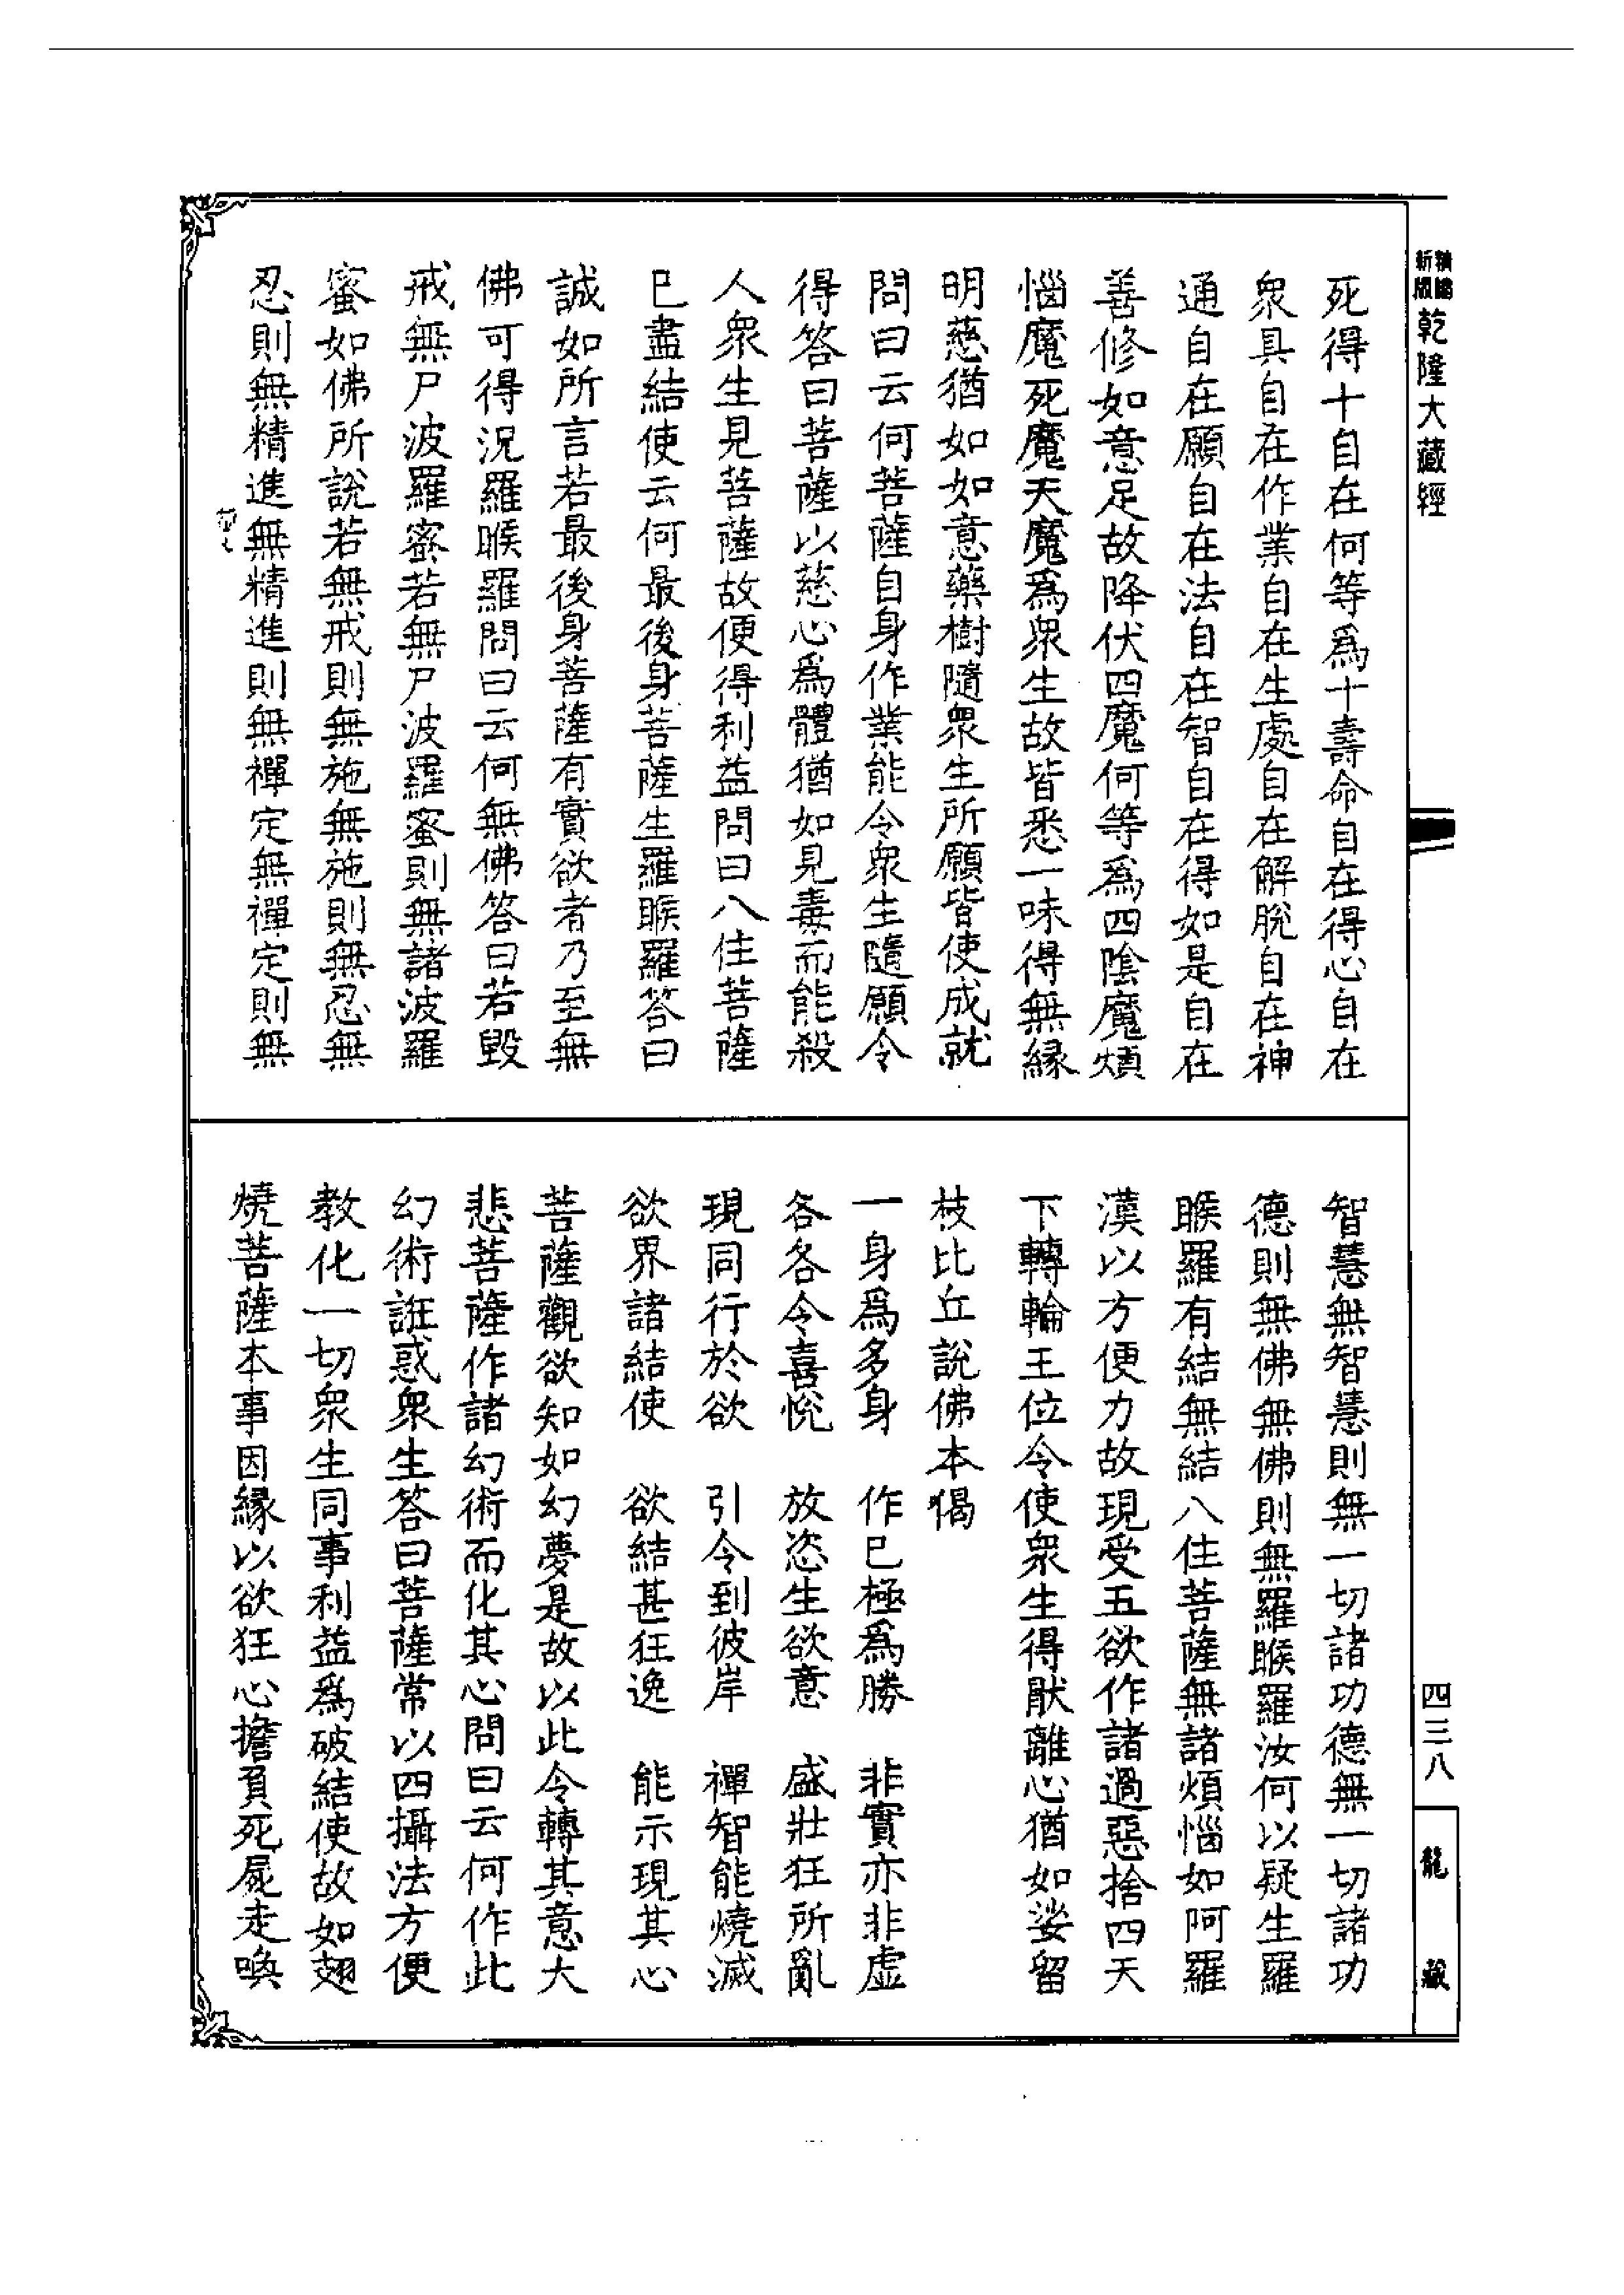 新版精縮乾隆大藏經
死得十自在何等爲十壽命自在得心自在
衆具自在作業自在生處自在解脫自在神
通自在願自在法自在智自在得如是自在
善修如意足故降伏四魔何等爲四陰魔煩
惱魔死魔天魔爲衆生故皆悉一味得無縁
明慈猶如如意藥樹隨衆生所願皆使成就
問曰云何菩薩自身作業能令衆生隨願令
得答曰菩薩以慈心爲體猶如見毒而能殺
人衆生見菩薩故便得利益問曰八住菩薩
已盡結使云何最後身菩薩生羅睺羅答曰
誠如所言若最後身菩薩有實欲者乃至無
佛可得況羅睺羅問曰云何無佛答曰若毀
戒無尸波羅蜜若無尸波羅蜜則無諸波羅
蜜如佛所說若無戒則無施無施則無忍無
忍則無精進無精進則無禪定無禪定則無
智慧無智慧則無一切諸功德無一切諸功
德則無佛無佛則無羅睺羅汝何以疑生羅
睺羅有結無結八住菩薩無諸煩惱如阿羅
漢以方便力故現受五欲作諸過惡捨四天
下轉輪王位令使衆生得猒離心猶如娑留
枝比丘說佛本偈
一身爲多身　作已極爲勝　非實亦非虛
各各令喜悅　放恣生欲意　盛壯狂所亂
現同行於欲　引令到彼岸　禪智能燒滅
欲界諸結使　欲結甚狂逸　能示現其心
菩薩觀欲知如幻夢是故以此令轉其意大
悲菩薩作諸幻術而化其心問曰云何作此
幻術誑惑衆生答曰菩薩常以四攝法方便
教化一切衆生同事利益爲破結使故如翅
燒菩薩本事因縁以欲狂心擔負死屍走喚
四三八
龍藏